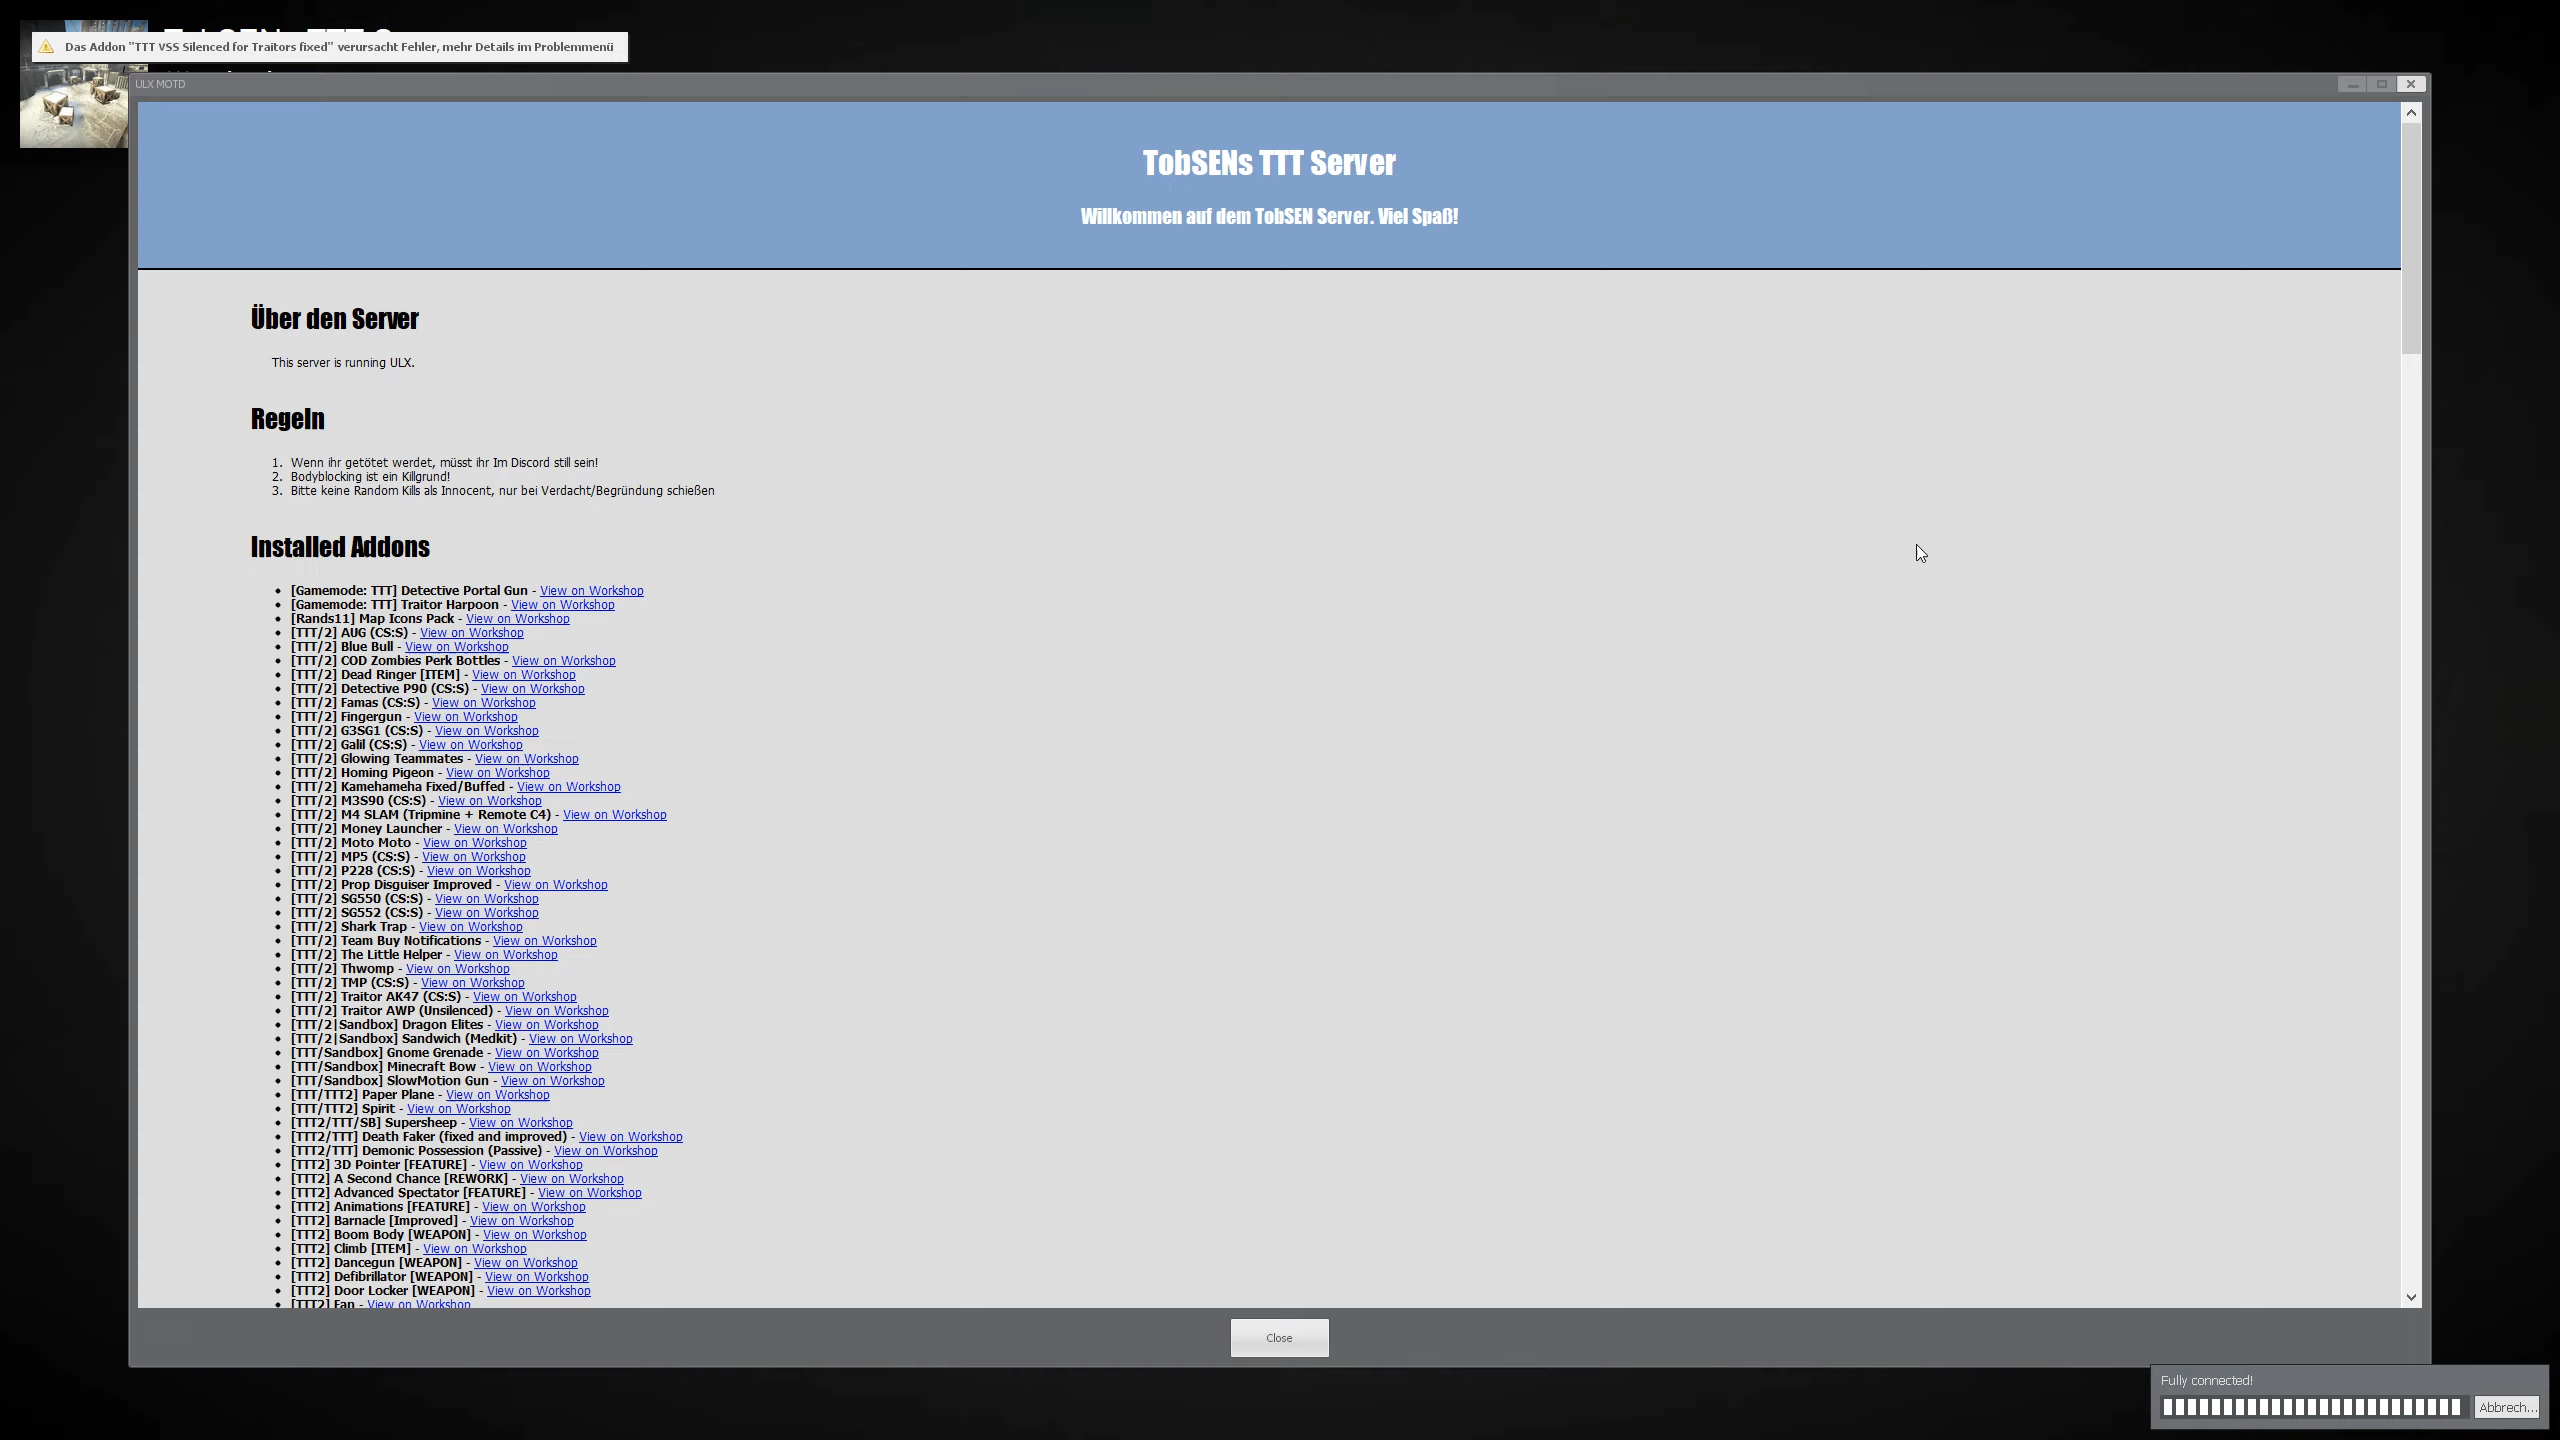 Das Addon "TTT VSS Silenced for Traitors fixed" verursacht Fehler, mehr Details im Problemmenü
ULX MOTD
TobSENs TTT Server
Willkommen auf dem TobSEN Server. Viel Spaß!
Über den Server
This server is running ULX.
Regeln
1. Wenn ihr getötet werdet, müsst ihr Im Discord still sein!
2. Bodyblocking ist ein Killgrund!
3. Bitte keine Random Kills als Innocent, nur bei Verdacht/Begründung schießen
Installed Addons
• [Gamemode: TTT] Detective Portal Gun - View on Workshop
• [Gamemode: TTT] Traitor Harpoon - View on Workshop
• [Rands11] Map Icons Pack - View on Workshop
• [TTT/2] AUG (CS:S) - View on Workshop
• [TTT/2] Blue Bull - View on Workshop
• [TTT/2] COD Zombies Perk Bottles - View on Workshop
• [TTT/2] Dead Ringer [ITEM] - View on Workshop
• [TTT/2] Detective P90 (CS:S) - View on Workshop
• [TTT/2] Famas (CS:S) - View on Workshop
• [TTT/2] Fingergun - View on Workshop
• [TTT/2] G3SG1 (CS:S) - View on Workshop
• [TTT/2] Galil (CS:S) - View on Workshop
• [TTT/2] Glowing Teammates - View on Workshop
• [TTT/2] Homing Pigeon - View on Workshop
• [TTT/2] Kamehameha Fixed/Buffed - View on Workshop
• [TTT/2] M3S90 (CS:S) - View on Workshop
• [TTT/2] M4 SLAM (Tripmine + Remote C4) - View on Workshop
• [TTT/2] Money Launcher - View on Workshop
• [TTT/2] Moto Moto - View on Workshop
• [TTT/2] MP5 (CS:S) - View on Workshop
• [TTT/2] P228 (CS:S) - View on Workshop
• [TTT/2] Prop Disguiser Improved - View on Workshop
• [TTT/2] SG550 (CS:S) - View on Workshop
• [TTT/2] SG552 (CS:S) - View on Workshop
• [TTT/2] Shark Trap - View on Workshop
• [TTT/2] Team Buy Notifications - View on Workshop
• [TTT/2] The Little Helper - View on Workshop
• [TTT/2] Thwomp - View on Workshop
• [TTT/2] TMP (CS:S) - View on Workshop
• [TTT/2] Traitor AK47 (CS:S) - View on Workshop
• [TTT/2] Traitor AWP (Unsilenced) - View on Workshop
• [TTT/2|Sandbox] Dragon Elites - View on Workshop
• [TTT/2|Sandbox] Sandwich (Medkit) - View on Workshop
• [TTT/Sandbox] Gnome Grenade - View on Workshop
• [TTT/Sandbox] Minecraft Bow - View on Workshop
• [TTT/Sandbox] SlowMotion Gun - View on Workshop
• [TTT/TTT2] Paper Plane - View on Workshop
• [TTT/TTT2] Spirit - View on Workshop
• [TTT2/TTT/SB] Supersheep - View on Workshop
• [TTT2/TTT] Death Faker (fixed and improved) - View on Workshop
• [TTT2/TTT] Demonic Possession (Passive) - View on Workshop
• [TTT2] 3D Pointer [FEATURE] - View on Workshop
• [TTT2] A Second Chance [REWORK] - View on Workshop
• [TTT2] Advanced Spectator [FEATURE] - View on Workshop
• [TTT2] Animations [FEATURE] - View on Workshop
• [TTT2] Barnacle [Improved] - View on Workshop
• [TTT2] Boom Body [WEAPON] - View on Workshop
• [TTT2] Climb [ITEM] - View on Workshop
• [TTT2] Dancegun [WEAPON] - View on Workshop
• [TTT2] Defibrillator [WEAPON] - View on Workshop
• [TTT2] Door Locker [WEAPON] - View on Workshop
• [TTT2] Fan - View on Workshop
Close
Fully connected!
Abbrech...